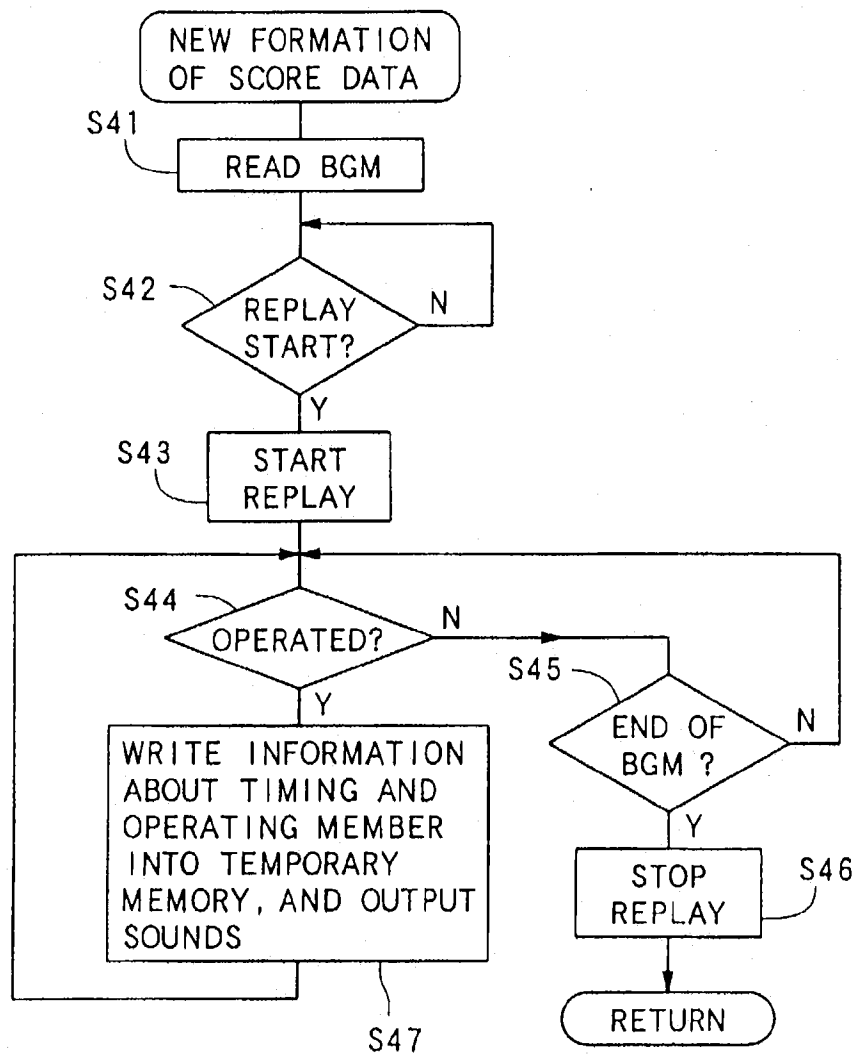 NEW FORMATION
OF SCORE DATA
S41
READ BGM
S42
REPLAY
START?
N
Y
S43
START
REPLAY
S44
OPERATED?
N
Y
S45
END OF
BGM ?
N
Y
WRITE INFORMATION
ABOUT TIMING AND
OPERATING MEMBER
INTO TEMPORARY
MEMORY, AND OUTPUT
SOUNDS
S47
STOP
REPLAY
S46
RETURN